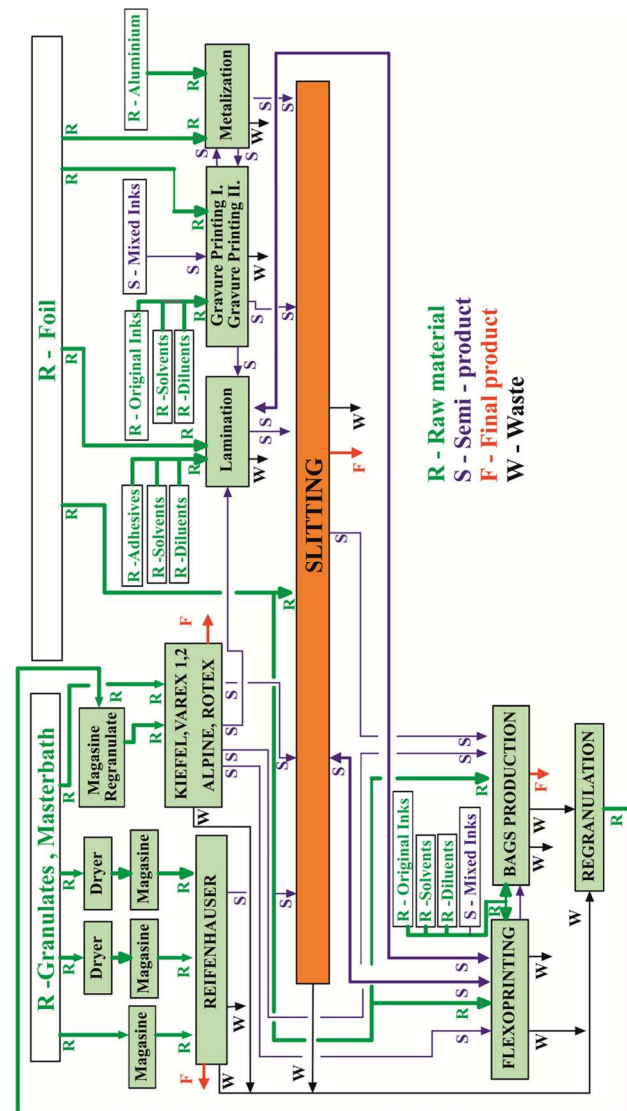 R -Granulates , Masterbath
R - Foil
R
R
R
R
R
R
R
R
Magasine
Dryer
Dryer
Magasine
Regranulate
R -Adhesives
R -Solvents
R -Diluents
R - Original Inks
R -Solvents
R -Diluents
S - Mixed Inks
R - Aluminium
Magasine
Magasine
R
R
R
R
R
R
R
R
R
S
R
R
R
F
REIFENHAUSER
KIEFEL, VAREX 1,2
ALPINE, ROTEX
F
Lamination
Gravure Printing I.
Gravure Printing II.
Metalization
S
S
W
W
S
W
S
S
S
S
W
S
S
S
W
S
S
W
S
W
S
S
S
R
S
S
S
SLITTING
W
S
S
F
W
R - Original Inks
R -Solvents
R -Diluents
S - Mixed Inks
R - Raw material
S - Semi - product
F - Final product
W - Waste
S
R
S
S
R
R
S
S
FLEXOPRINTING
BAGS PRODUCTION
W
W
S
W
W
F
REGRANULATION
R